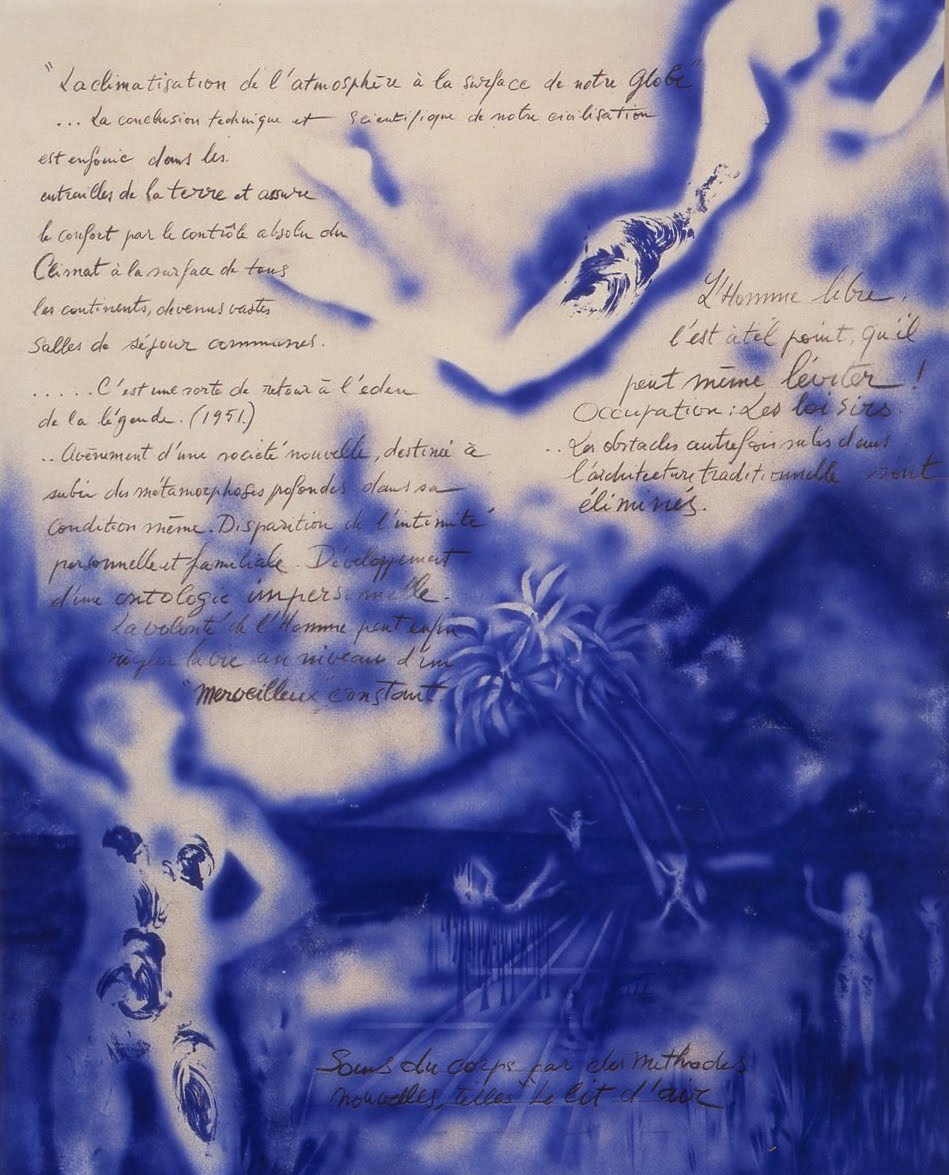 "La climatisation de l'atmosphère à la surface de notre Globe"
... La conclusion technique et scientifique de notre civilisation
est enfouie dans les
entrailles de la terre et assure
le confort par le contrôle absolu du
Climat à la surface de tous
les continents, devenus vastes
salles de séjour communes.
..... C'est une sorte de retour à l'éden
de la légende. (1951.)
.. Avènement d'une société nouvelle, destinée à
subir des métamorphoses profondes dans sa
condition même. Disparition de l'intimité
personnelle et familiale. Développement
d'une ontologie impersonnelle.
La volonté de l'Homme peut enfin
régler la vie au niveau d'un
"merveilleux" constant.
L'Homme libre,
l'est à tel point, qu'il
peut même léviter !
Occupation : Les loisirs
.. Les obstacles autrefois subis dans
l'architecture traditionnelle sont
éliminés.
Soins du corps par des méthodes
nouvelles, telles le lit d'air